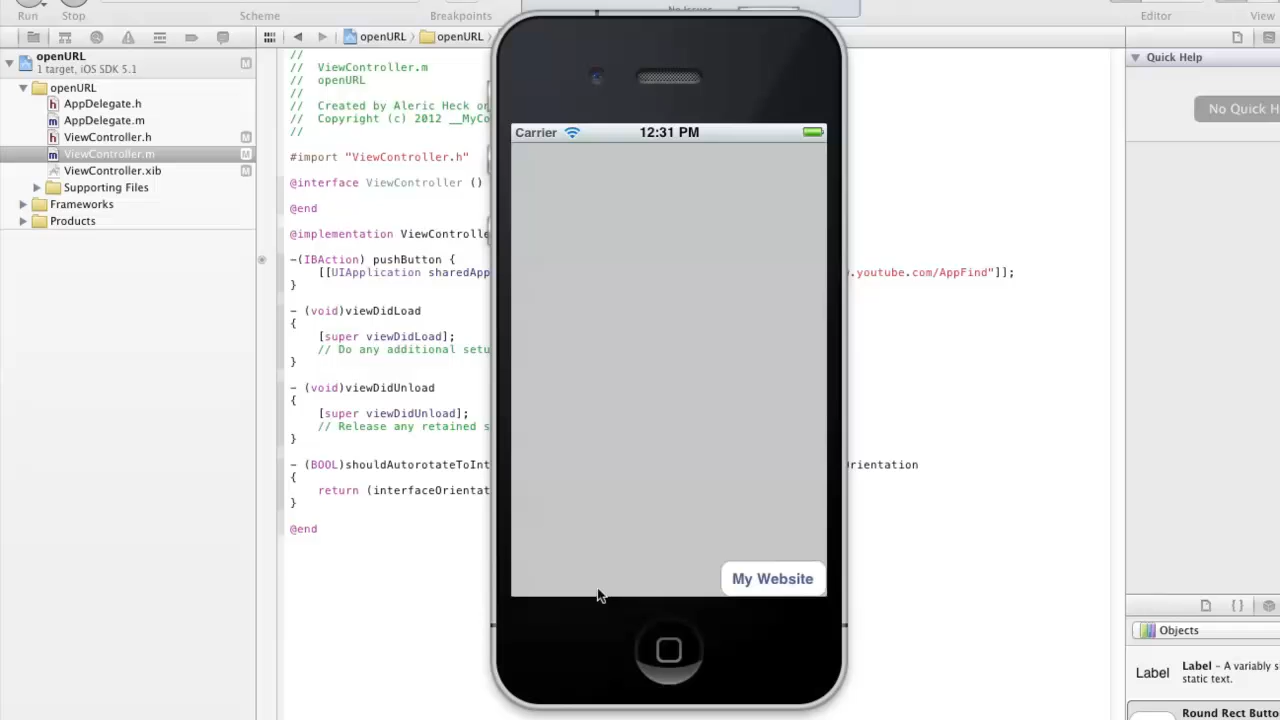 No Issues
Run
Stop
Scheme
Breakpoints
Editor
View
openURL
1 target, iOS SDK 5.1
M
openURL
AppDelegate.h
AppDelegate.m
ViewController.h
M
ViewController.m
M
ViewController.xib
M
Supporting Files
Frameworks
Products
openURL
openURL
//
// ViewController.m
// openURL
//
// Created by Aleric Heck on
// Copyright (c) 2012 __MyCo
//
#import "ViewController.h"
@interface ViewController ()
@end
@implementation ViewControlle
-(IBAction) pushButton {
[[UIApplication sharedApp
.youtube.com/AppFind"]];
}
- (void)viewDidLoad
{
[super viewDidLoad];
// Do any additional setu
}
- (void)viewDidUnload
{
[super viewDidUnload];
// Release any retained s
}
- (BOOL)shouldAutorotateToInt
rientation
{
return (interfaceOrientat
}
@end
Carrier
12:31 PM
My Website
Quick Help
No Quick H
{ }
Objects
Label
Label - A variably s
static text.
Round Rect Butto